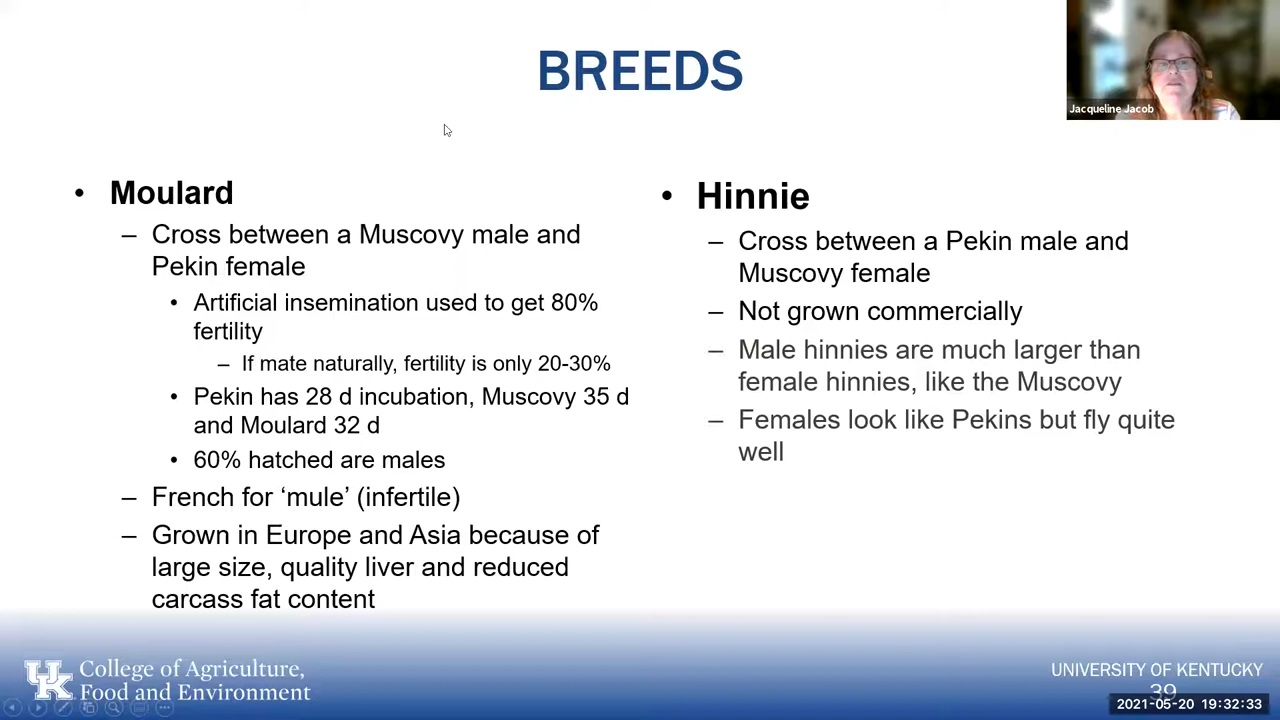 BREEDS
Jacqueline Jacob
• Moulard
– Cross between a Muscovy male and
Pekin female
• Artificial insemination used to get 80%
fertility
– If mate naturally, fertility is only 20-30%
• Pekin has 28 d incubation, Muscovy 35 d
and Moulard 32 d
• 60% hatched are males
– French for ‘mule’ (infertile)
– Grown in Europe and Asia because of
large size, quality liver and reduced
carcass fat content
• Hinnie
– Cross between a Pekin male and
Muscovy female
– Not grown commercially
– Male hinnies are much larger than
female hinnies, like the Muscovy
– Females look like Pekins but fly quite
well
UK College of Agriculture,
Food and Environment
UNIVERSITY OF KENTUCKY
39
2021-05-20 19:32:33